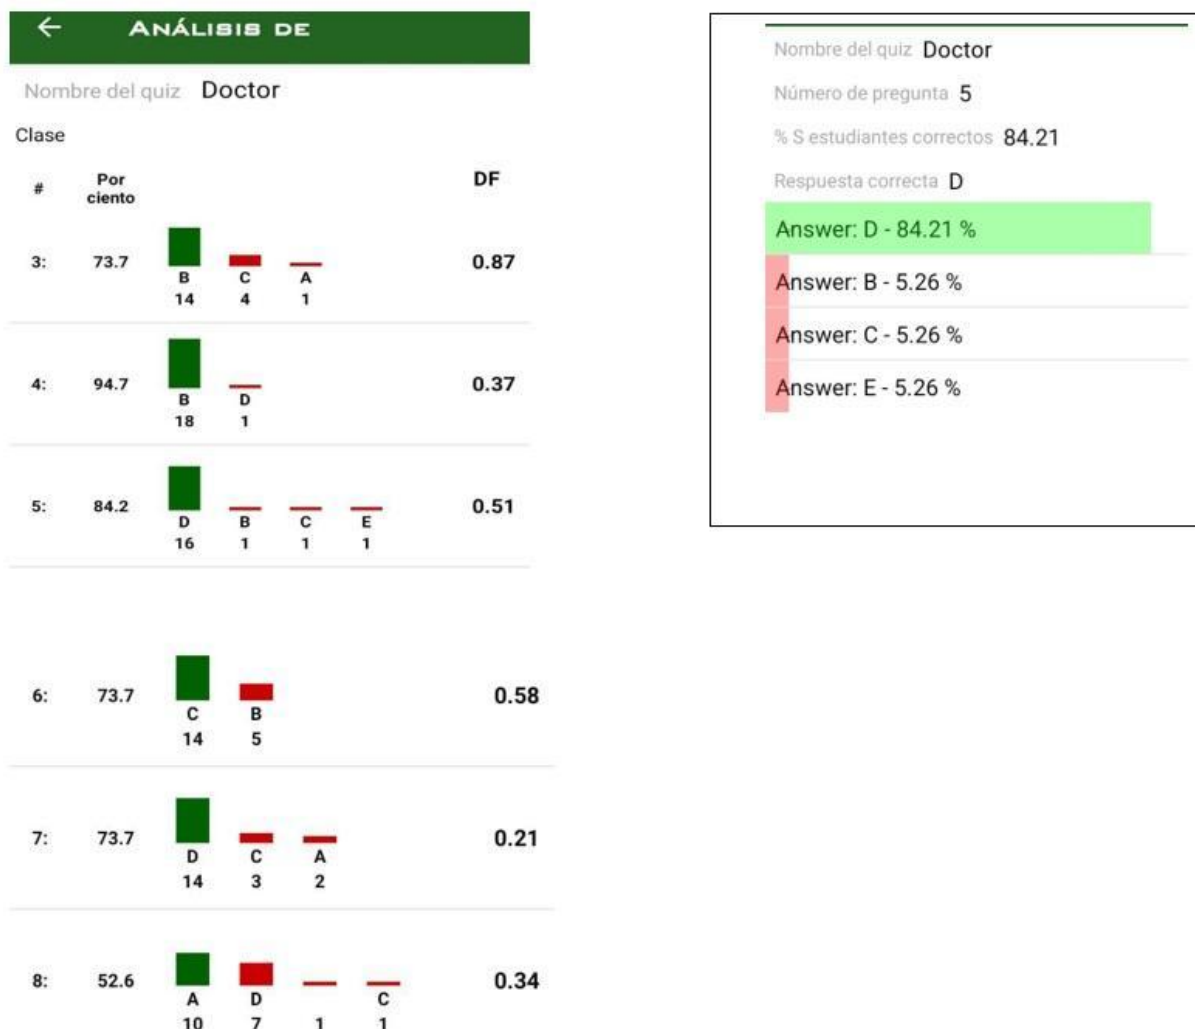 ANÁLISIS DE
Nombre del quiz Doctor
Clase
# Por ciento DF
3: 73.7 0.87
B C A
14 4 1
4: 94.7 0.37
B D
18 1
5: 84.2 0.51
D B C E
16 1 1 1
6: 73.7 0.58
C B
14 5
7: 73.7 0.21
D C A
14 3 2
8: 52.6 0.34
A D C
10 7 1 1
Nombre del quiz Doctor
Número de pregunta 5
% S estudiantes correctos 84.21
Respuesta correcta D
Answer: D - 84.21 %
Answer: B - 5.26 %
Answer: C - 5.26 %
Answer: E - 5.26 %